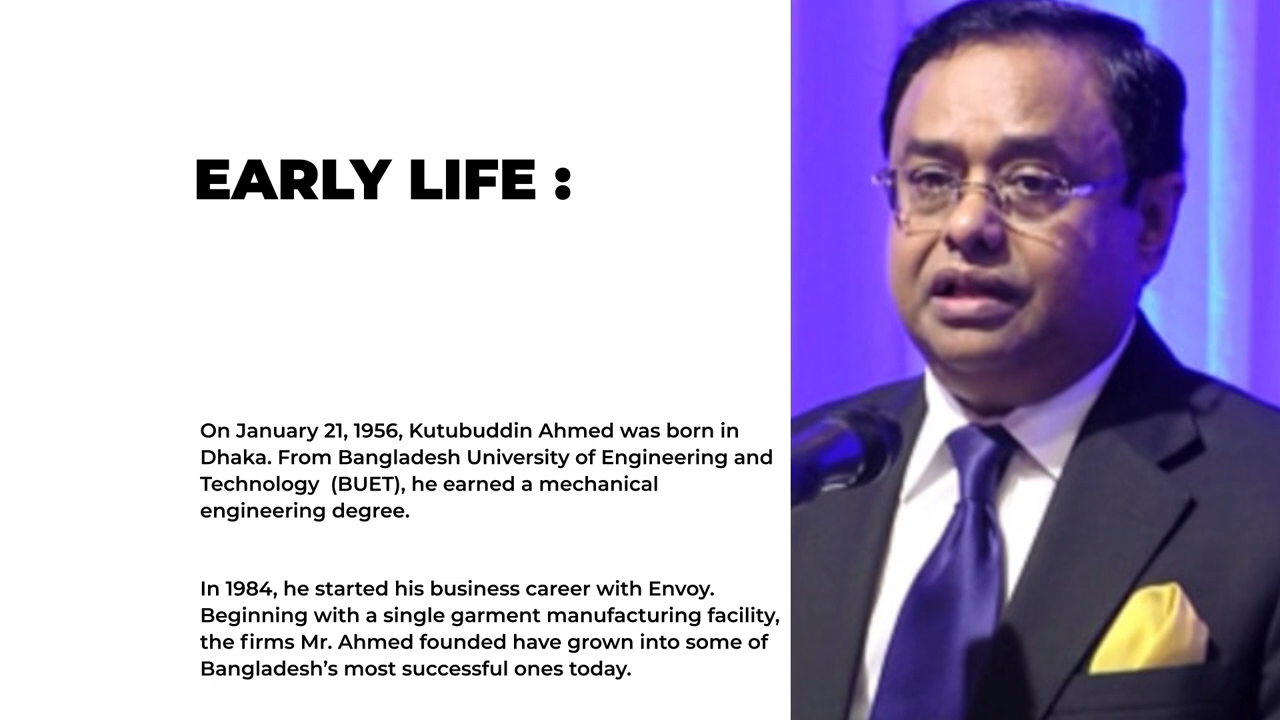 EARLY LIFE :
On January 21, 1956, Kutubuddin Ahmed was born in
Dhaka. From Bangladesh University of Engineering and
Technology  (BUET), he earned a mechanical
engineering degree.
In 1984, he started his business career with Envoy.
Beginning with a single garment manufacturing facility,
the firms Mr. Ahmed founded have grown into some of
Bangladesh’s most successful ones today.